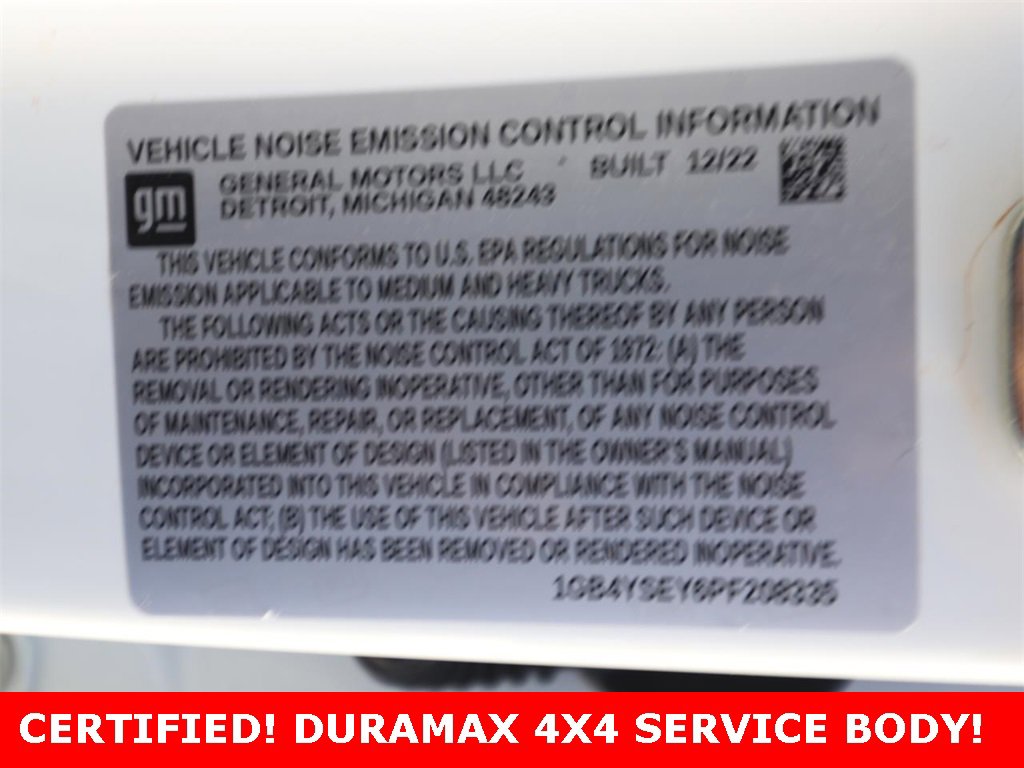 VEHICLE NOISE EMISSION CONTROL INFORMATION
gm
GENERAL MOTORS LLC BUILT 12/22
DETROIT, MICHIGAN 48243
THIS VEHICLE CONFORMS TO U.S. EPA REGULATIONS FOR NOISE
EMISSION APPLICABLE TO MEDIUM AND HEAVY TRUCKS.
THE FOLLOWING ACTS OR THE CAUSING THEREOF BY ANY PERSON
ARE PROHIBITED BY THE NOISE CONTROL ACT OF 1972: (A) THE
REMOVAL OR RENDERING INOPERATIVE, OTHER THAN FOR PURPOSES
OF MAINTENANCE, REPAIR, OR REPLACEMENT, OF ANY NOISE CONTROL
DEVICE OR ELEMENT OF DESIGN (LISTED IN THE OWNER'S MANUAL)
INCORPORATED INTO THIS VEHICLE IN COMPLIANCE WITH THE NOISE
CONTROL ACT; (B) THE USE OF THIS VEHICLE AFTER SUCH DEVICE OR
ELEMENT OF DESIGN HAS BEEN REMOVED OR RENDERED INOPERATIVE.
1GB4YSEY6PF208335
CERTIFIED! DURAMAX 4X4 SERVICE BODY!